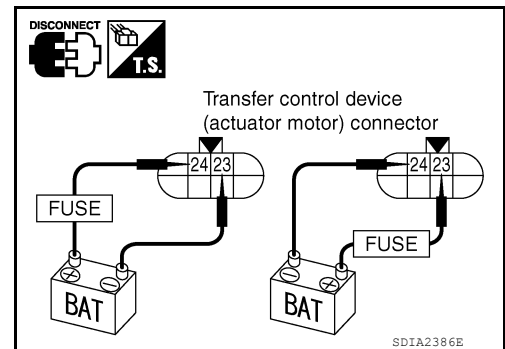 DISCONNECT
T.S.
Transfer control device
(actuator motor) connector
24 23
24 23
FUSE
FUSE
+ −
− +
BAT
BAT
SDIA2386E